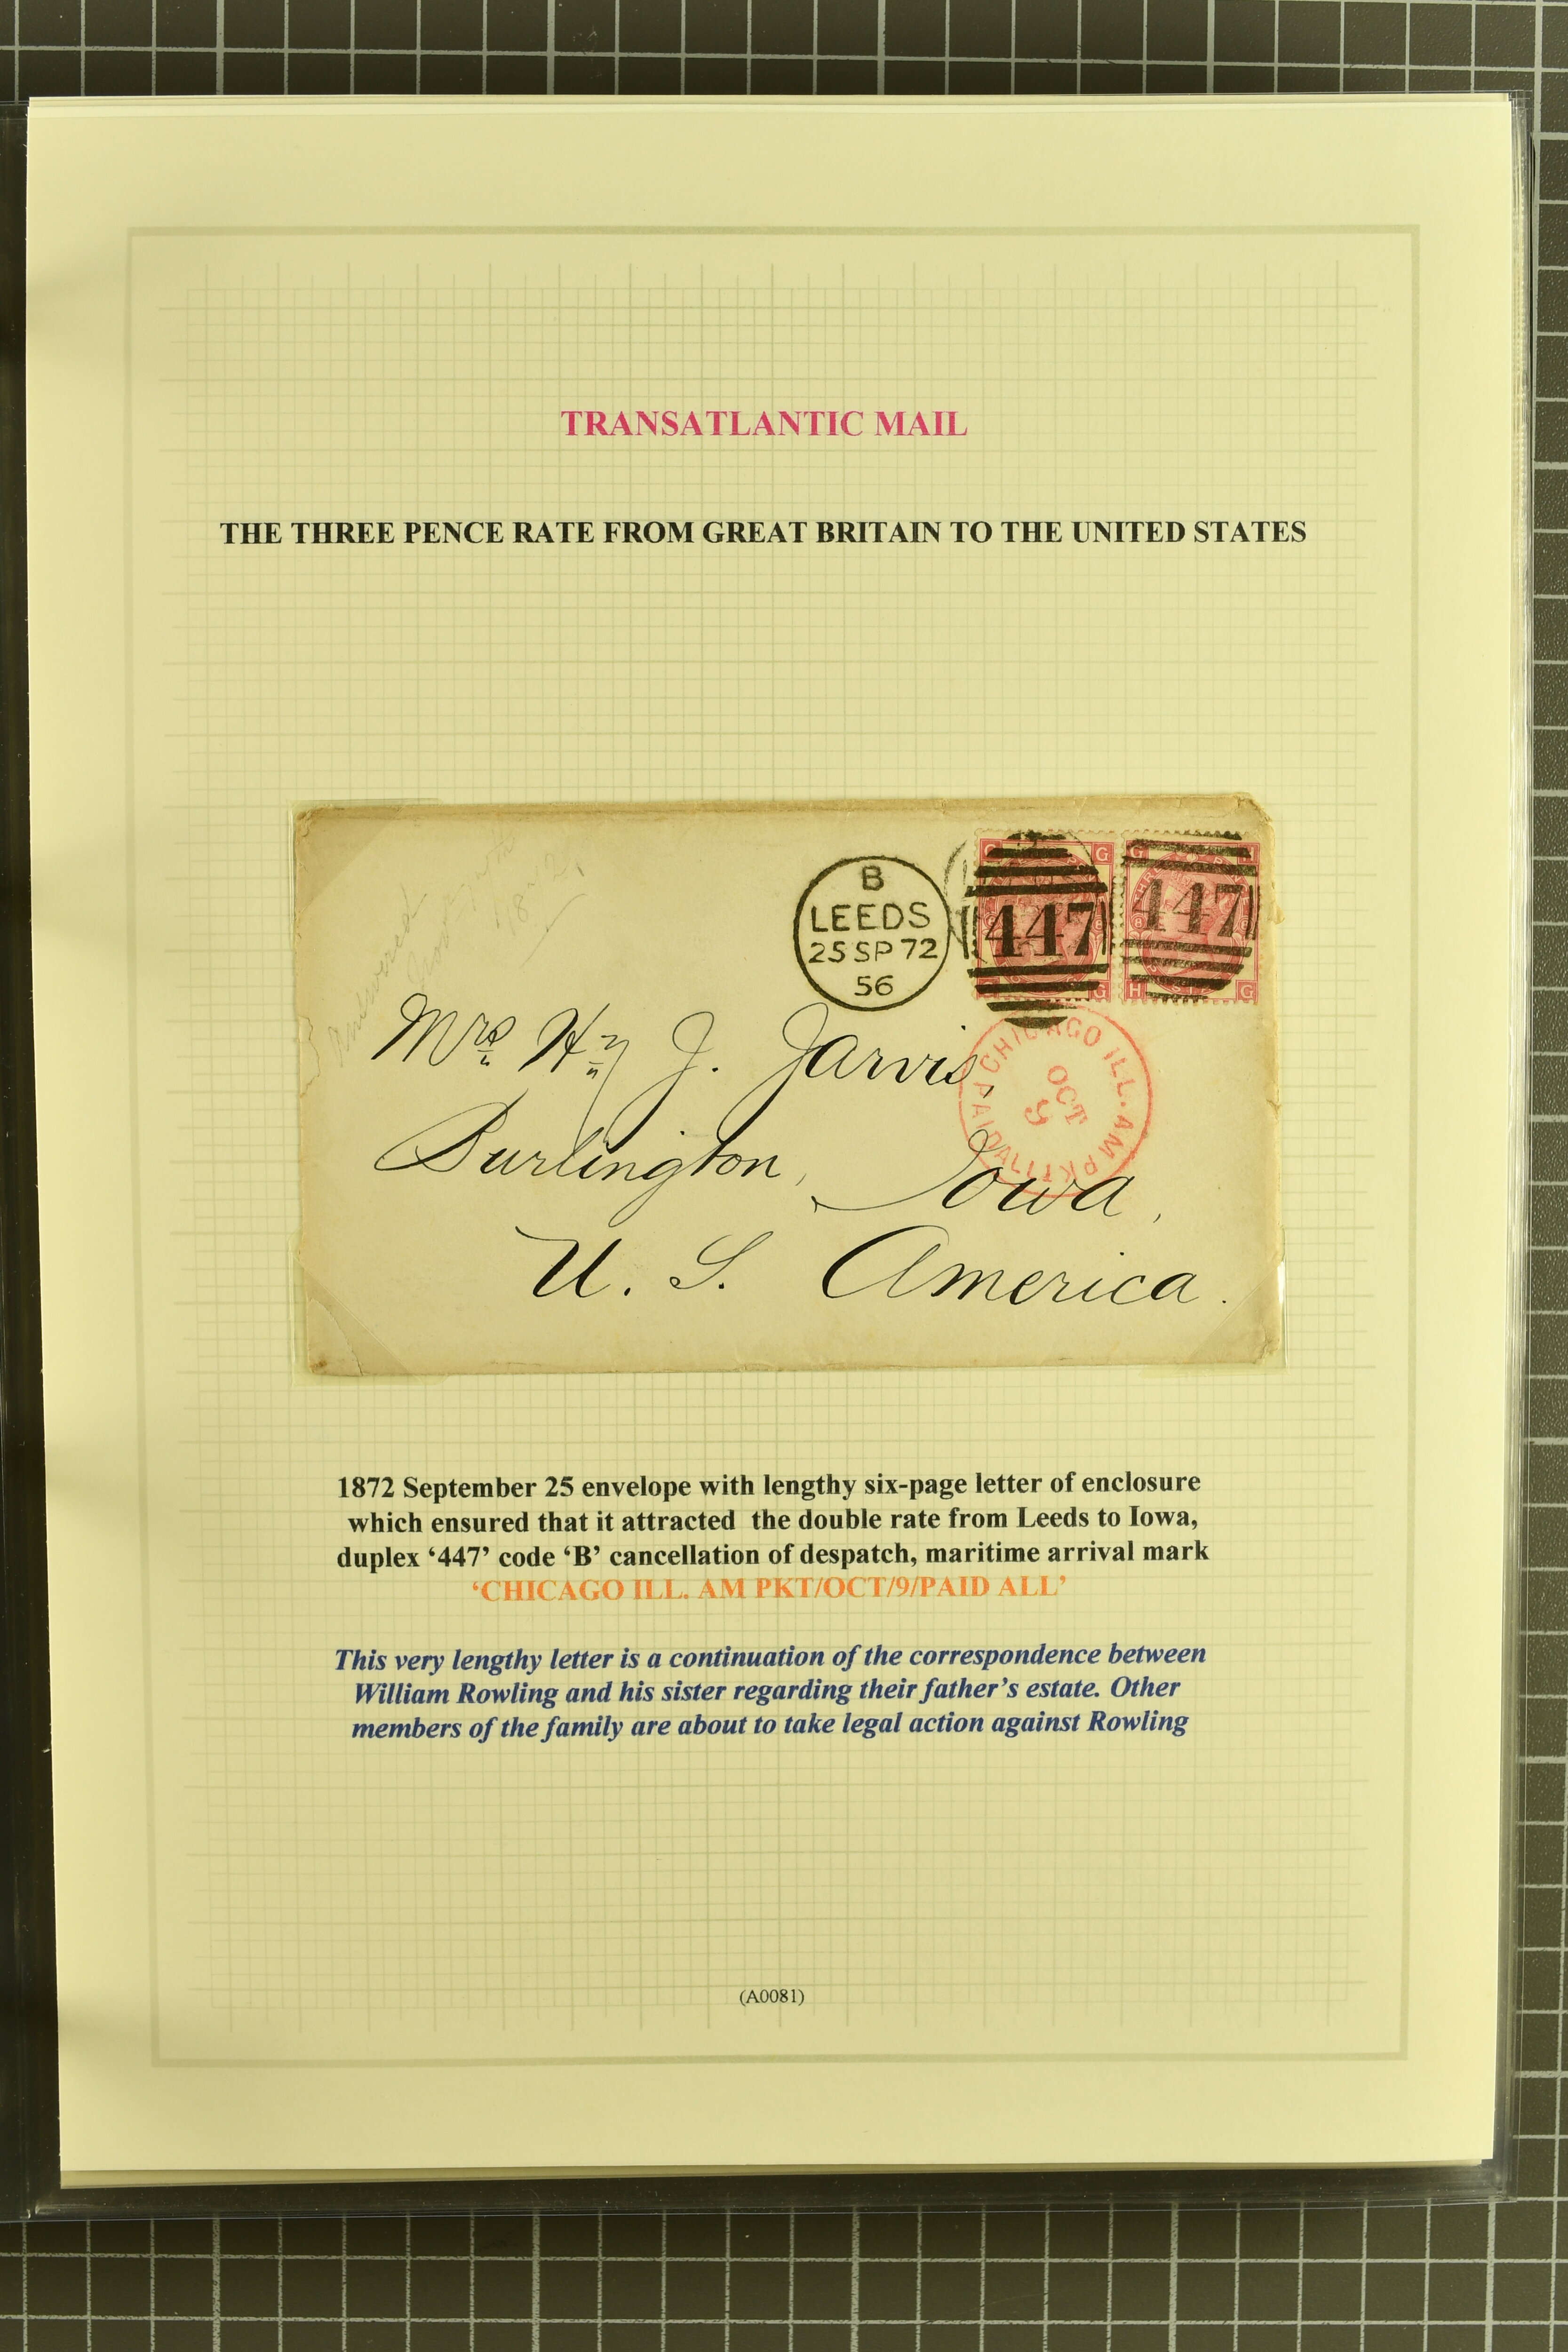 TRANSATLANTIC MAIL
THE THREE PENCE RATE FROM GREAT BRITAIN TO THE UNITED STATES
answered
B
LEEDS
25 SP 72
56
447
447
G
G
G
H
G
CHICAGO ILL. AM PKT
OCT
9
PAID ALL
Mrs Hy J. Jarvis,
Burlington, Iowa,
U. S. America.
1872 September 25 envelope with lengthy six-page letter of enclosure
which ensured that it attracted the double rate from Leeds to Iowa,
duplex ‘447’ code ‘B’ cancellation of despatch, maritime arrival mark
‘CHICAGO ILL. AM PKT/OCT/9/PAID ALL’
This very lengthy letter is a continuation of the correspondence between
William Rowling and his sister regarding their father’s estate. Other
members of the family are about to take legal action against Rowling
(A0081)